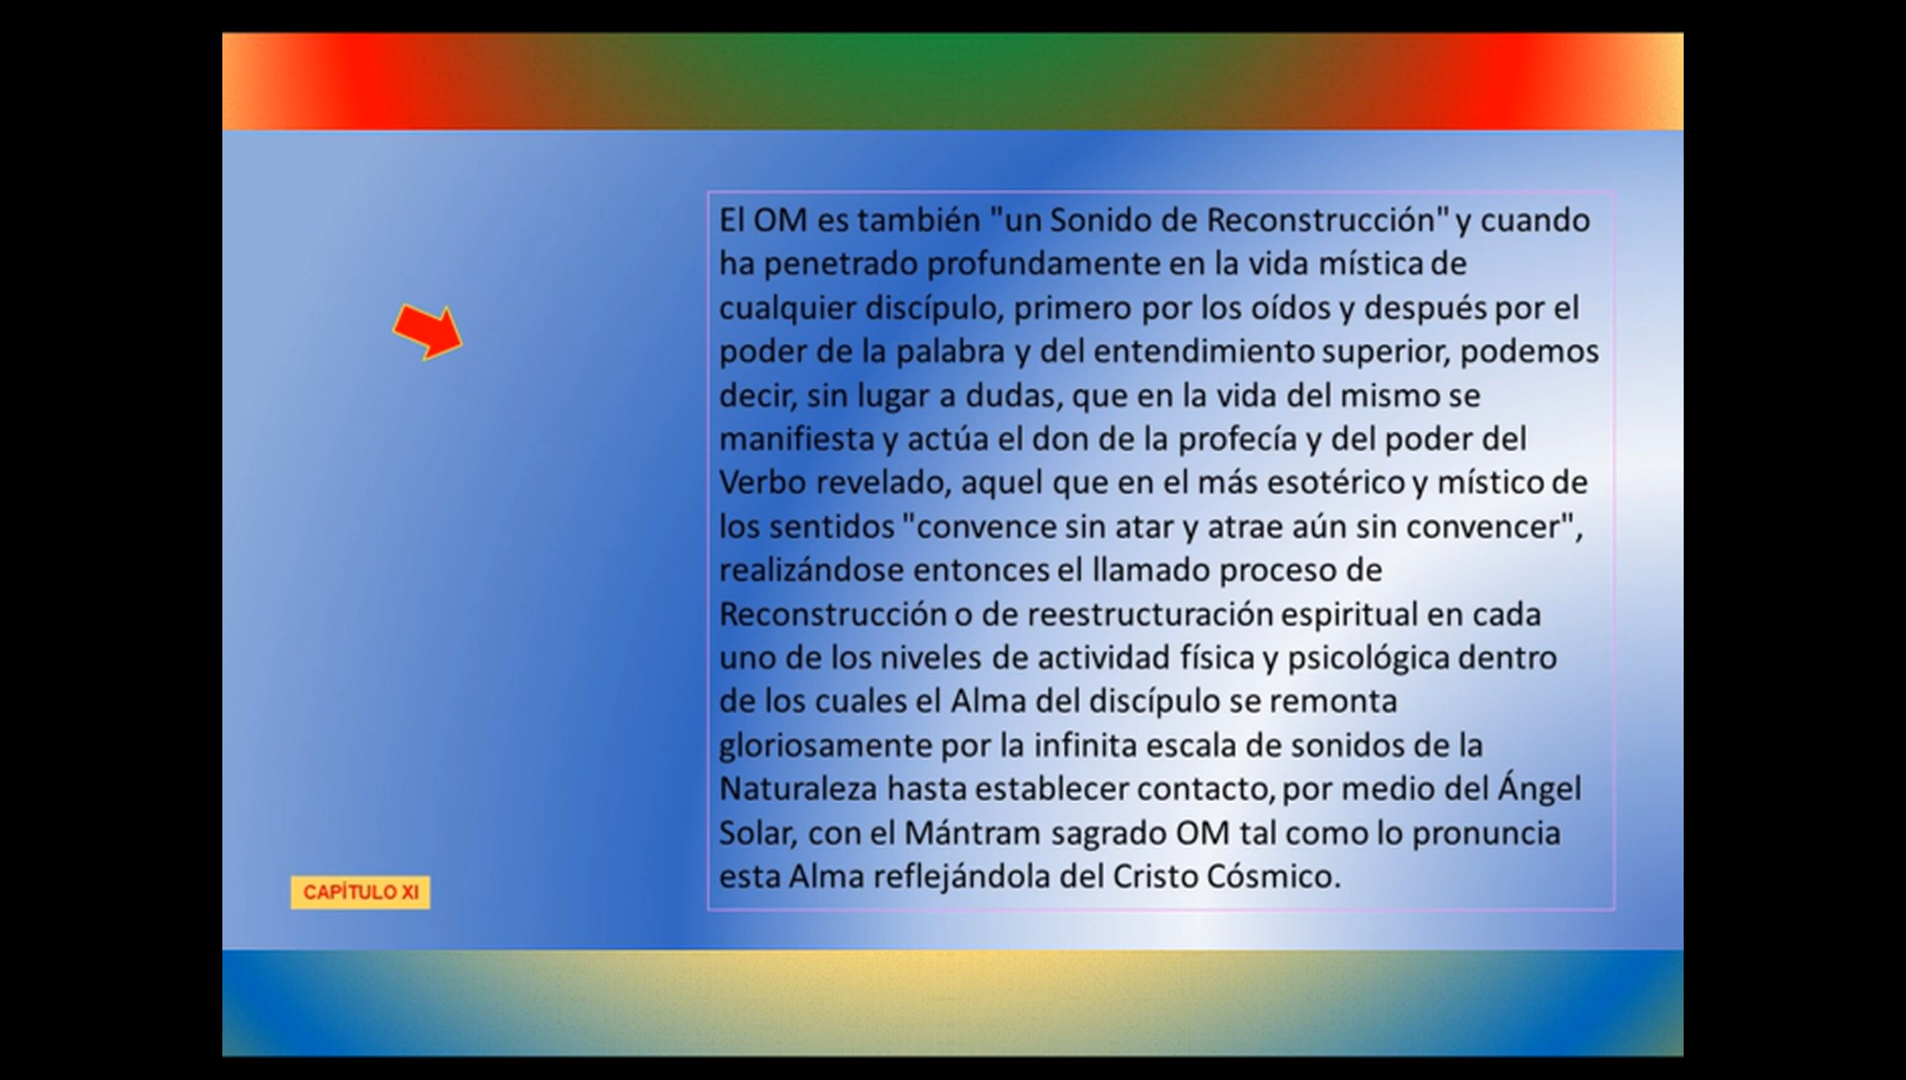 El OM es también "un Sonido de Reconstrucción" y cuando
ha penetrado profundamente en la vida mística de
cualquier discípulo, primero por los oídos y después por el
poder de la palabra y del entendimiento superior, podemos
decir, sin lugar a dudas, que en la vida del mismo se
manifiesta y actúa el don de la profecía y del poder del
Verbo revelado, aquel que en el más esotérico y místico de
los sentidos "convence sin atar y atrae aún sin convencer",
realizándose entonces el llamado proceso de
Reconstrucción o de reestructuración espiritual en cada
uno de los niveles de actividad física y psicológica dentro
de los cuales el Alma del discípulo se remonta
gloriosamente por la infinita escala de sonidos de la
Naturaleza hasta establecer contacto, por medio del Ángel
Solar, con el Mántram sagrado OM tal como lo pronuncia
esta Alma reflejándola del Cristo Cósmico.
CAPÍTULO XI